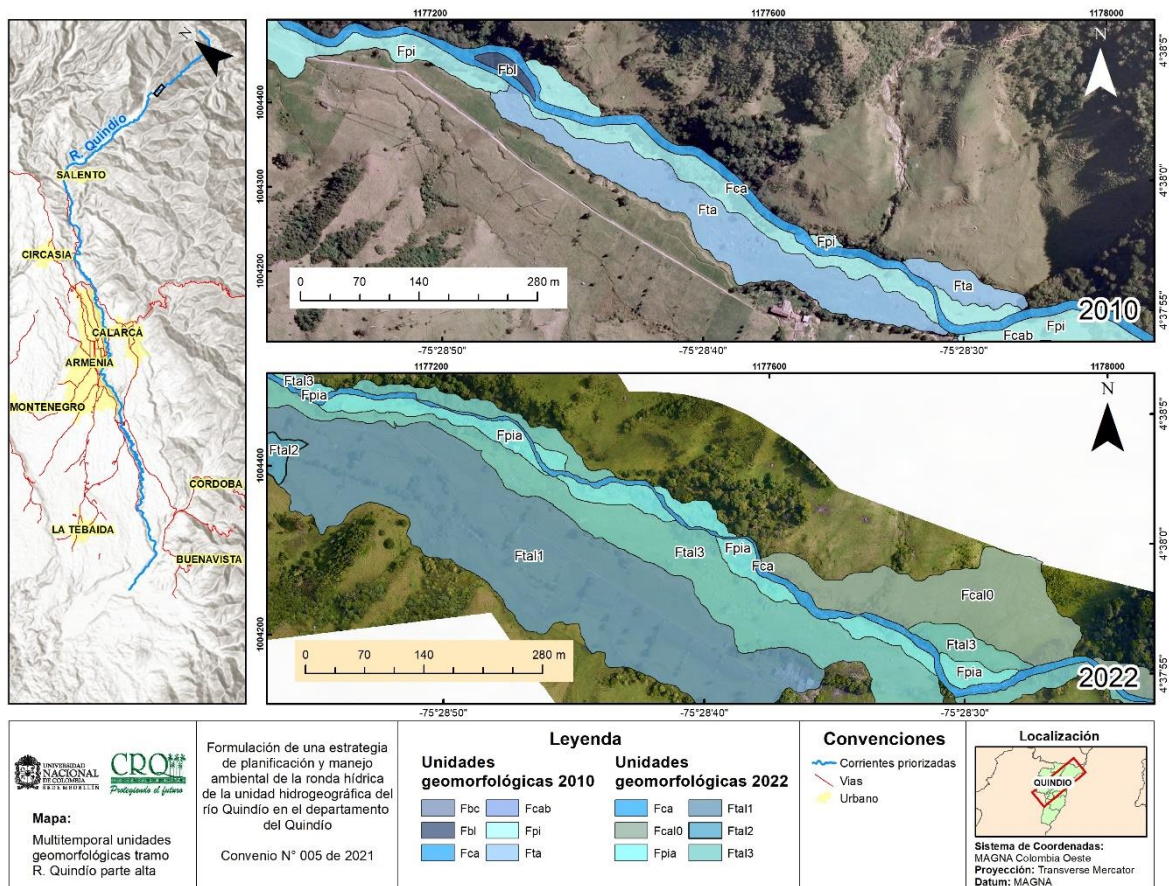 N
R. Quindío
SALENTO
CIRCASIA
CALARCÁ
ARMENIA
MONTENEGRO
CORDOBA
LA TEBAIDA
BUENAVISTA
1177200
1177600
1178000
1004400
1004300
1004200
4°38'5"
4°38'0"
4°37'55"
N
Fpi
Fbl
Fca
Fta
Fpi
Fta
Fcab
Fpi
2010
0 70 140 280 m
-75°28'50"
-75°28'40"
-75°28'30"
1177200
1177600
1178000
1004400
1004200
4°38'5"
4°38'0"
4°37'55"
N
Ftal3
Fpia
Fpia
Ftal2
Ftal1
Ftal3
Fpia
Fca
Fcal0
Ftal3
Fpia
2022
0 70 140 280 m
-75°28'50"
-75°28'40"
-75°28'30"
UNIVERSIDAD
NACIONAL
DE COLOMBIA
SEDE MEDELLÍN
CRQ
Protegiendo el futuro
Mapa:
Multitemporal unidades
geomorfológicas tramo
R. Quindío parte alta
Formulación de una estrategia
de planificación y manejo
ambiental de la ronda hídrica
de la unidad hidrogeográfica del
río Quindío en el departamento
del Quindío
Convenio N° 005 de 2021
Leyenda
Unidades
geomorfológicas 2010
Fbc
Fbl
Fca
Fcab
Fpi
Fta
Unidades
geomorfológicas 2022
Fca
Fcal0
Fpia
Ftal1
Ftal2
Ftal3
Convenciones
Corrientes priorizadas
Vias
Urbano
Localización
QUINDIO
Sistema de Coordenadas:
MAGNA Colombia Oeste
Proyección: Transverse Mercator
Datum: MAGNA